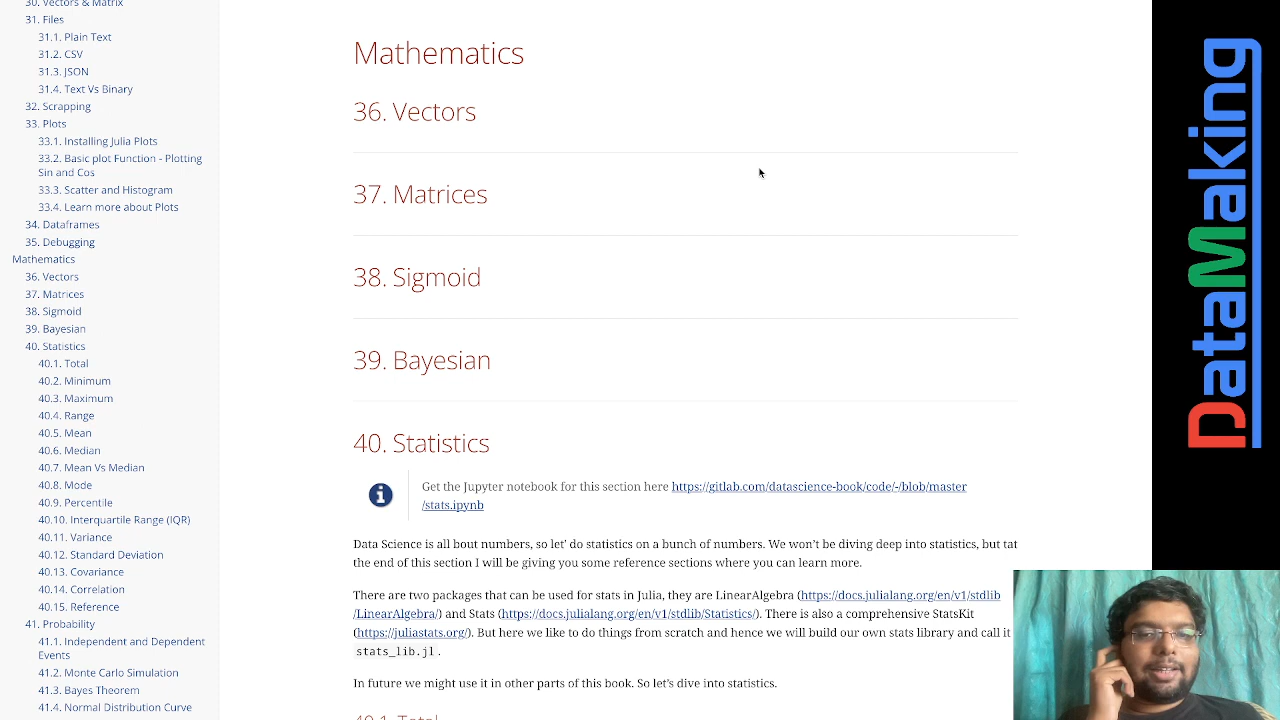 30. Vectors & Matrix
31. Files
31.1. Plain Text
31.2. CSV
31.3. JSON
31.4. Text Vs Binary
32. Scrapping
33. Plots
33.1. Installing Julia Plots
33.2. Basic plot Function - Plotting
Sin and Cos
33.3. Scatter and Histogram
33.4. Learn more about Plots
34. Dataframes
35. Debugging
Mathematics
36. Vectors
37. Matrices
38. Sigmoid
39. Bayesian
40. Statistics
40.1. Total
40.2. Minimum
40.3. Maximum
40.4. Range
40.5. Mean
40.6. Median
40.7. Mean Vs Median
40.8. Mode
40.9. Percentile
40.10. Interquartile Range (IQR)
40.11. Variance
40.12. Standard Deviation
40.13. Covariance
40.14. Correlation
40.15. Reference
41. Probability
41.1. Independent and Dependent
Events
41.2. Monte Carlo Simulation
41.3. Bayes Theorem
41.4. Normal Distribution Curve
Mathematics
36. Vectors
37. Matrices
38. Sigmoid
39. Bayesian
40. Statistics
Get the Jupyter notebook for this section here https://gitlab.com/datascience-book/code/-/blob/master
/stats.ipynb
Data Science is all bout numbers, so let' do statistics on a bunch of numbers. We won't be diving deep into statistics, but tat
the end of this section I will be giving you some reference sections where you can learn more.
There are two packages that can be used for stats in Julia, they are LinearAlgebra (https://docs.julialang.org/en/v1/stdlib
/LinearAlgebra/) and Stats (https://docs.julialang.org/en/v1/stdlib/Statistics/). There is also a comprehensive StatsKit
(https://juliastats.org/). But here we like to do things from scratch and hence we will build our own stats library and call it
stats_lib.jl.
In future we might use it in other parts of this book. So let's dive into statistics.
40.1. Total
DataMaking